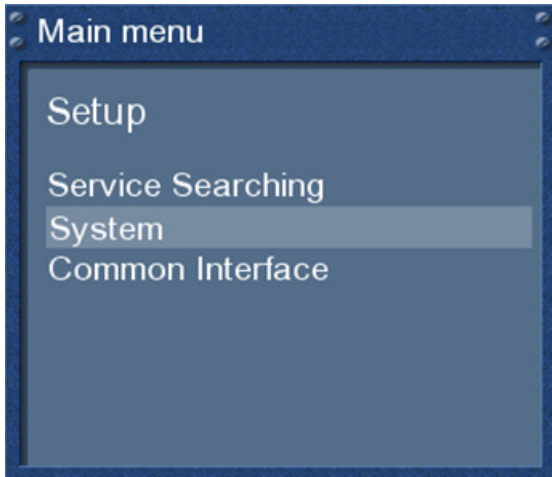 Main menu
Setup
Service Searching
System
Common Interface